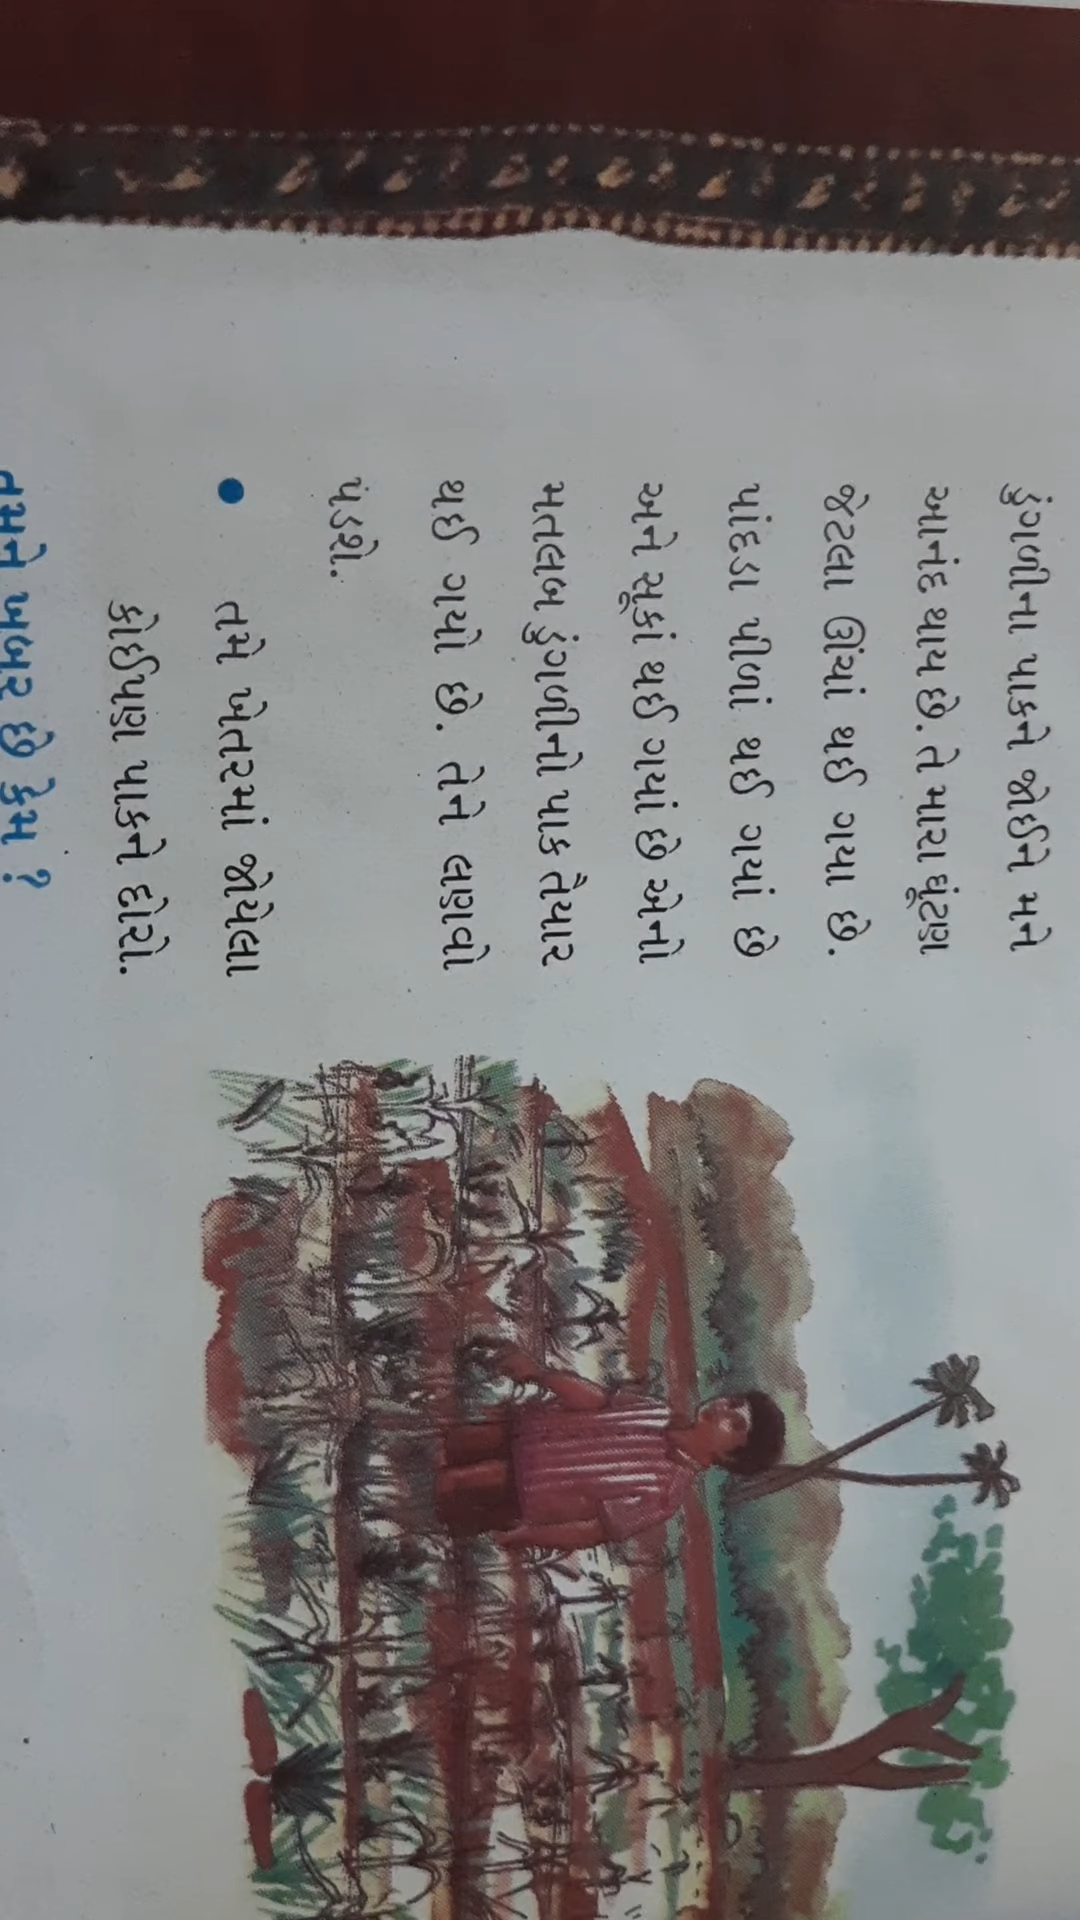 ડુંગળીના પાકને જોઈને મને
આનંદ થાય છે. તે મારા ઘૂંટણ
જેટલા ઊંચાં થઈ ગયા છે.
પાંદડા પીળાં થઈ ગયાં છે
અને સૂકાં થઈ ગયાં છે એનો
મતલબ ડુંગળીનો પાક તૈયાર
થઈ ગયો છે. તેને લણવો
પડશે.
• તમે ખેતરમાં જોયેલા
કોઈપણ પાકને દોરો.
તમને ખબર છે કેમ ?